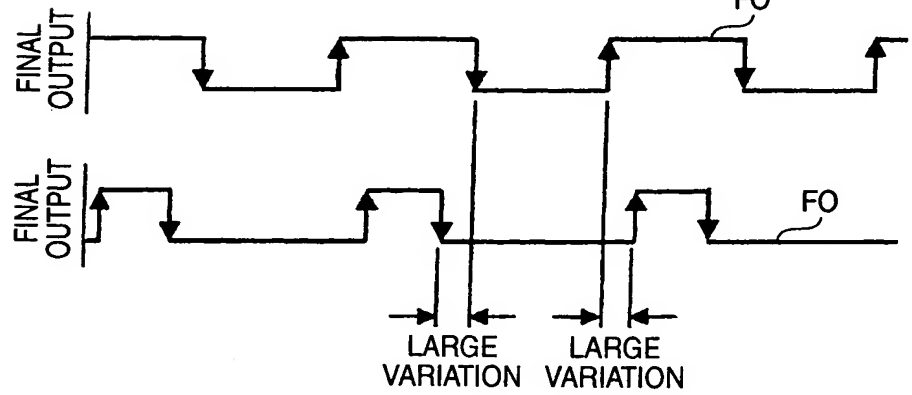 FO
FINAL
OUTPUT
FINAL
OUTPUT
FO
LARGE
VARIATION
LARGE
VARIATION